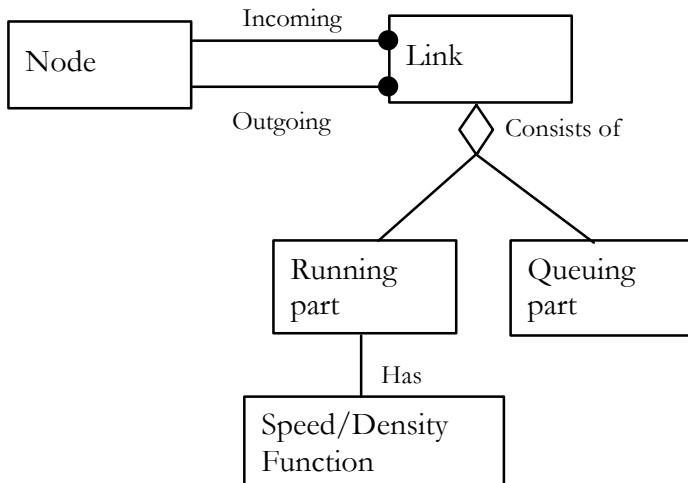 Incoming
Node
Link
Outgoing
Consists of
Running
part
Queuing
part
Has
Speed/Density
Function